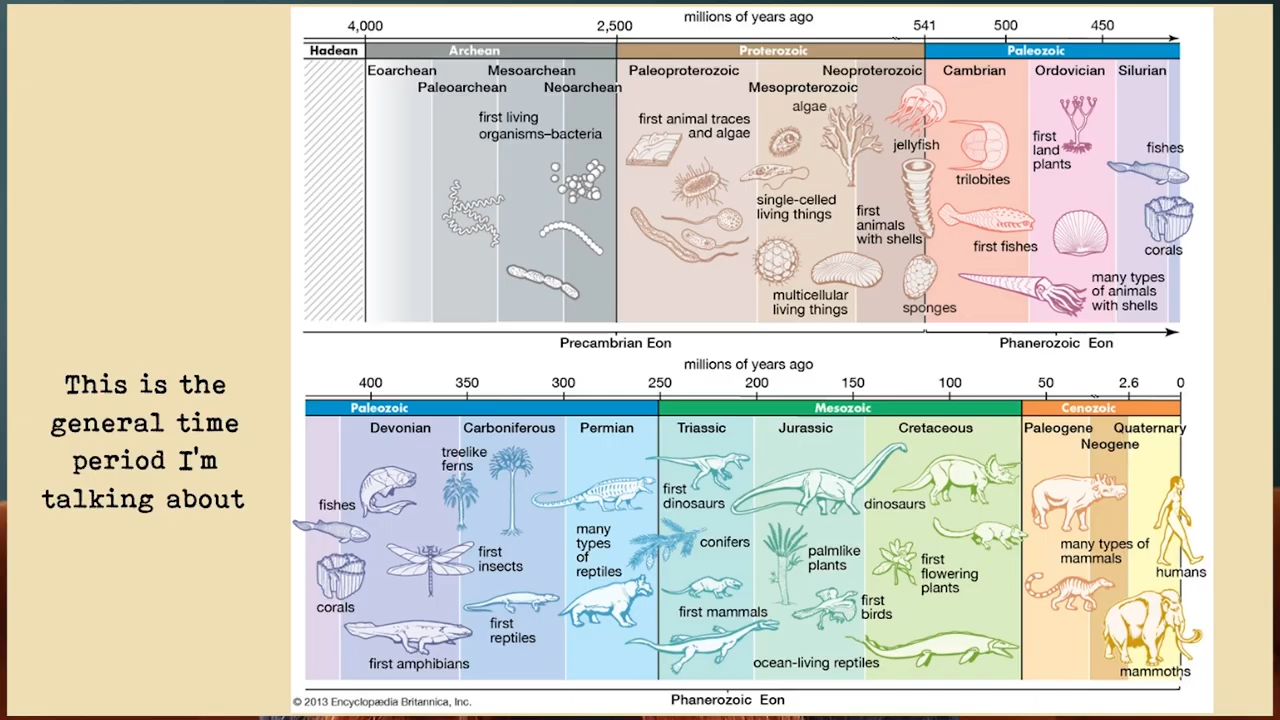 millions of years ago
4,000 2,500 541 500 450
Hadean Archean Proterozoic Paleozoic
Eoarchean Mesoarchean Paleoproterozoic Neoproterozoic Cambrian Ordovician Silurian
Paleoarchean Neoarchean Mesoproterozoic
first living
organisms–bacteria
first animal traces
and algae
algae
jellyfish
first
land
plants
fishes
trilobites
single-celled
living things
first
animals
with shells
first fishes
corals
multicellular
living things
sponges
many types
of animals
with shells
Precambrian Eon Phanerozoic Eon
This is the
general time
period I'm
talking about
millions of years ago
400 350 300 250 200 150 100 50 2.6 0
Paleozoic Mesozoic Cenozoic
Devonian Carboniferous Permian Triassic Jurassic Cretaceous Paleogene Quaternary
Neogene
treelike
ferns
fishes
first
dinosaurs
dinosaurs
many
types
of
reptiles
conifers
first
insects
palmlike
plants
first
flowering
plants
many types of
mammals
humans
corals
first
reptiles
first mammals
first
birds
first amphibians
ocean-living reptiles
mammoths
© 2013 Encyclopædia Britannica, Inc.
Phanerozoic Eon